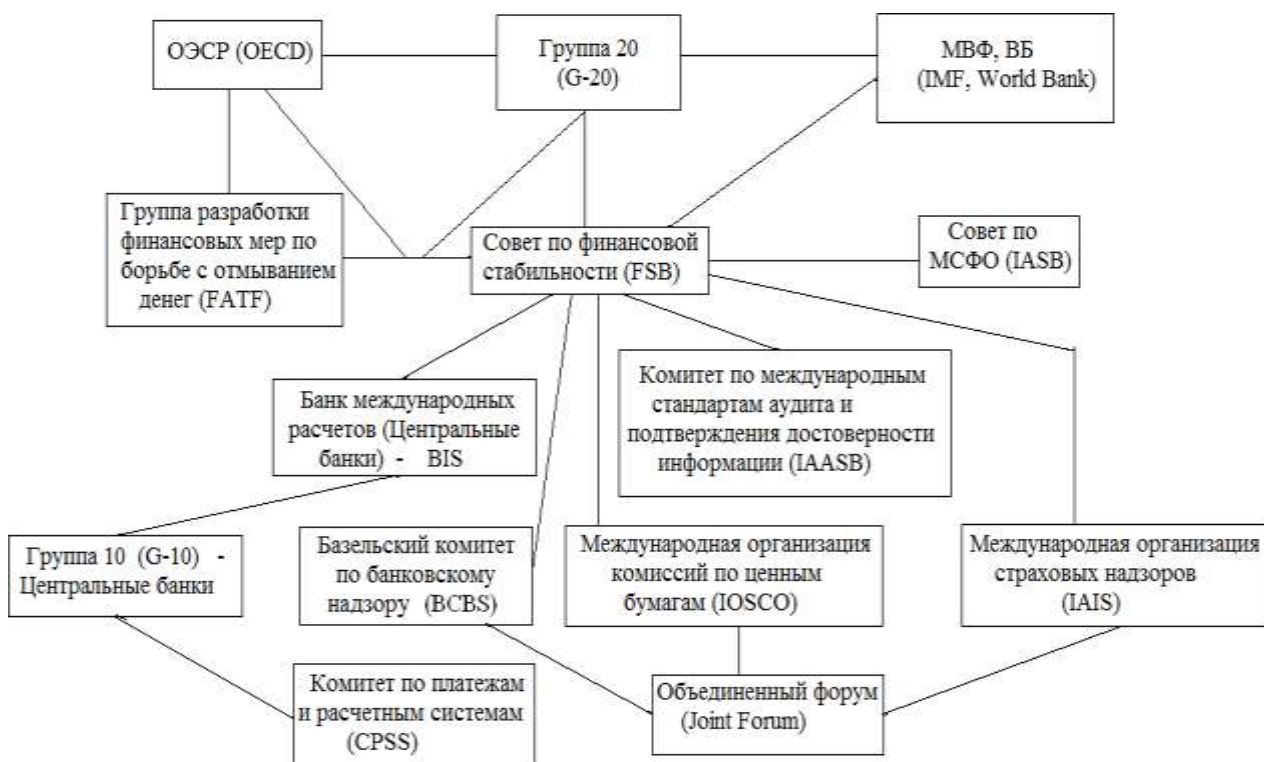 ОЭСР (OECD)
Группа 20
(G-20)
МВФ, ВБ
(IMF, World Bank)
Группа разработки
финансовых мер по
борьбе с отмыванием
денег (FATF)
Совет по финансовой
стабильности (FSB)
Совет по
МСФО (IASB)
Банк международных
расчетов (Центральные
банки) - BIS
Комитет по международным
стандартам аудита и
подтверждения достоверности
информации (IAASB)
Группа 10 (G-10) -
Центральные банки
Базельский комитет
по банковскому
надзору (BCBS)
Международная организация
комиссий по ценным
бумагам (IOSCO)
Международная организация
страховых надзоров
(IAIS)
Комитет по платежам
и расчетным системам
(CPSS)
Объединенный форум
(Joint Forum)